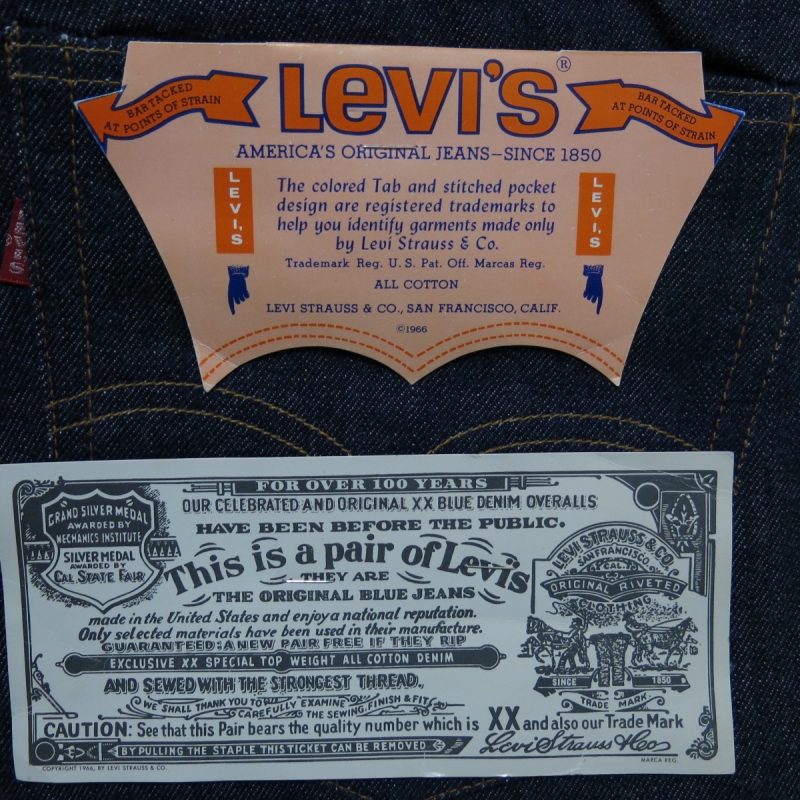 LEVI'S®
BARTACKED
AT POINTS OF STRAIN
BARTACKED
AT POINTS OF STRAIN
AMERICA'S ORIGINAL JEANS—SINCE 1850
LEVI'S
LEVI'S
The colored Tab and stitched pocket
design are registered trademarks to
help you identify garments made only
by Levi Strauss & Co.
Trademark Reg. U.S. Pat. Off. Marcas Reg.
ALL COTTON
LEVI STRAUSS & CO., SAN FRANCISCO, CALIF.
©1966
LEVI'S
FOR OVER 100 YEARS
OUR CELEBRATED AND ORIGINAL XX BLUE DENIM OVERALLS
HAVE BEEN BEFORE THE PUBLIC.
This is a pair of Levi's
THEY ARE
THE ORIGINAL BLUE JEANS
made in the United States and enjoy a national reputation.
Only selected materials have been used in their manufacture.
GUARANTEED: A NEW PAIR FREE IF THEY RIP
EXCLUSIVE XX SPECIAL TOP WEIGHT ALL COTTON DENIM
AND SEWED WITH THE STRONGEST THREAD.
WE SHALL THANK YOU TO CAREFULLY EXAMINE THE SEWING, FINISH & FIT
CAUTION: See that this Pair bears the quality number which is XX and also our Trade Mark
BY PULLING THE STAPLE THIS TICKET CAN BE REMOVED
Levi Strauss & Co
COPYRIGHT 1966, BY LEVI STRAUSS & CO.
MARCA REG.
GRAND SILVER MEDAL
AWARDED BY
MECHANICS INSTITUTE
SILVER MEDAL
AWARDED BY
CAL. STATE FAIR
LEVI STRAUSS & CO.
SAN FRANCISCO,
CAL.
ORIGINAL RIVETED
CLOTHING
SINCE 1850
TRADE MARK